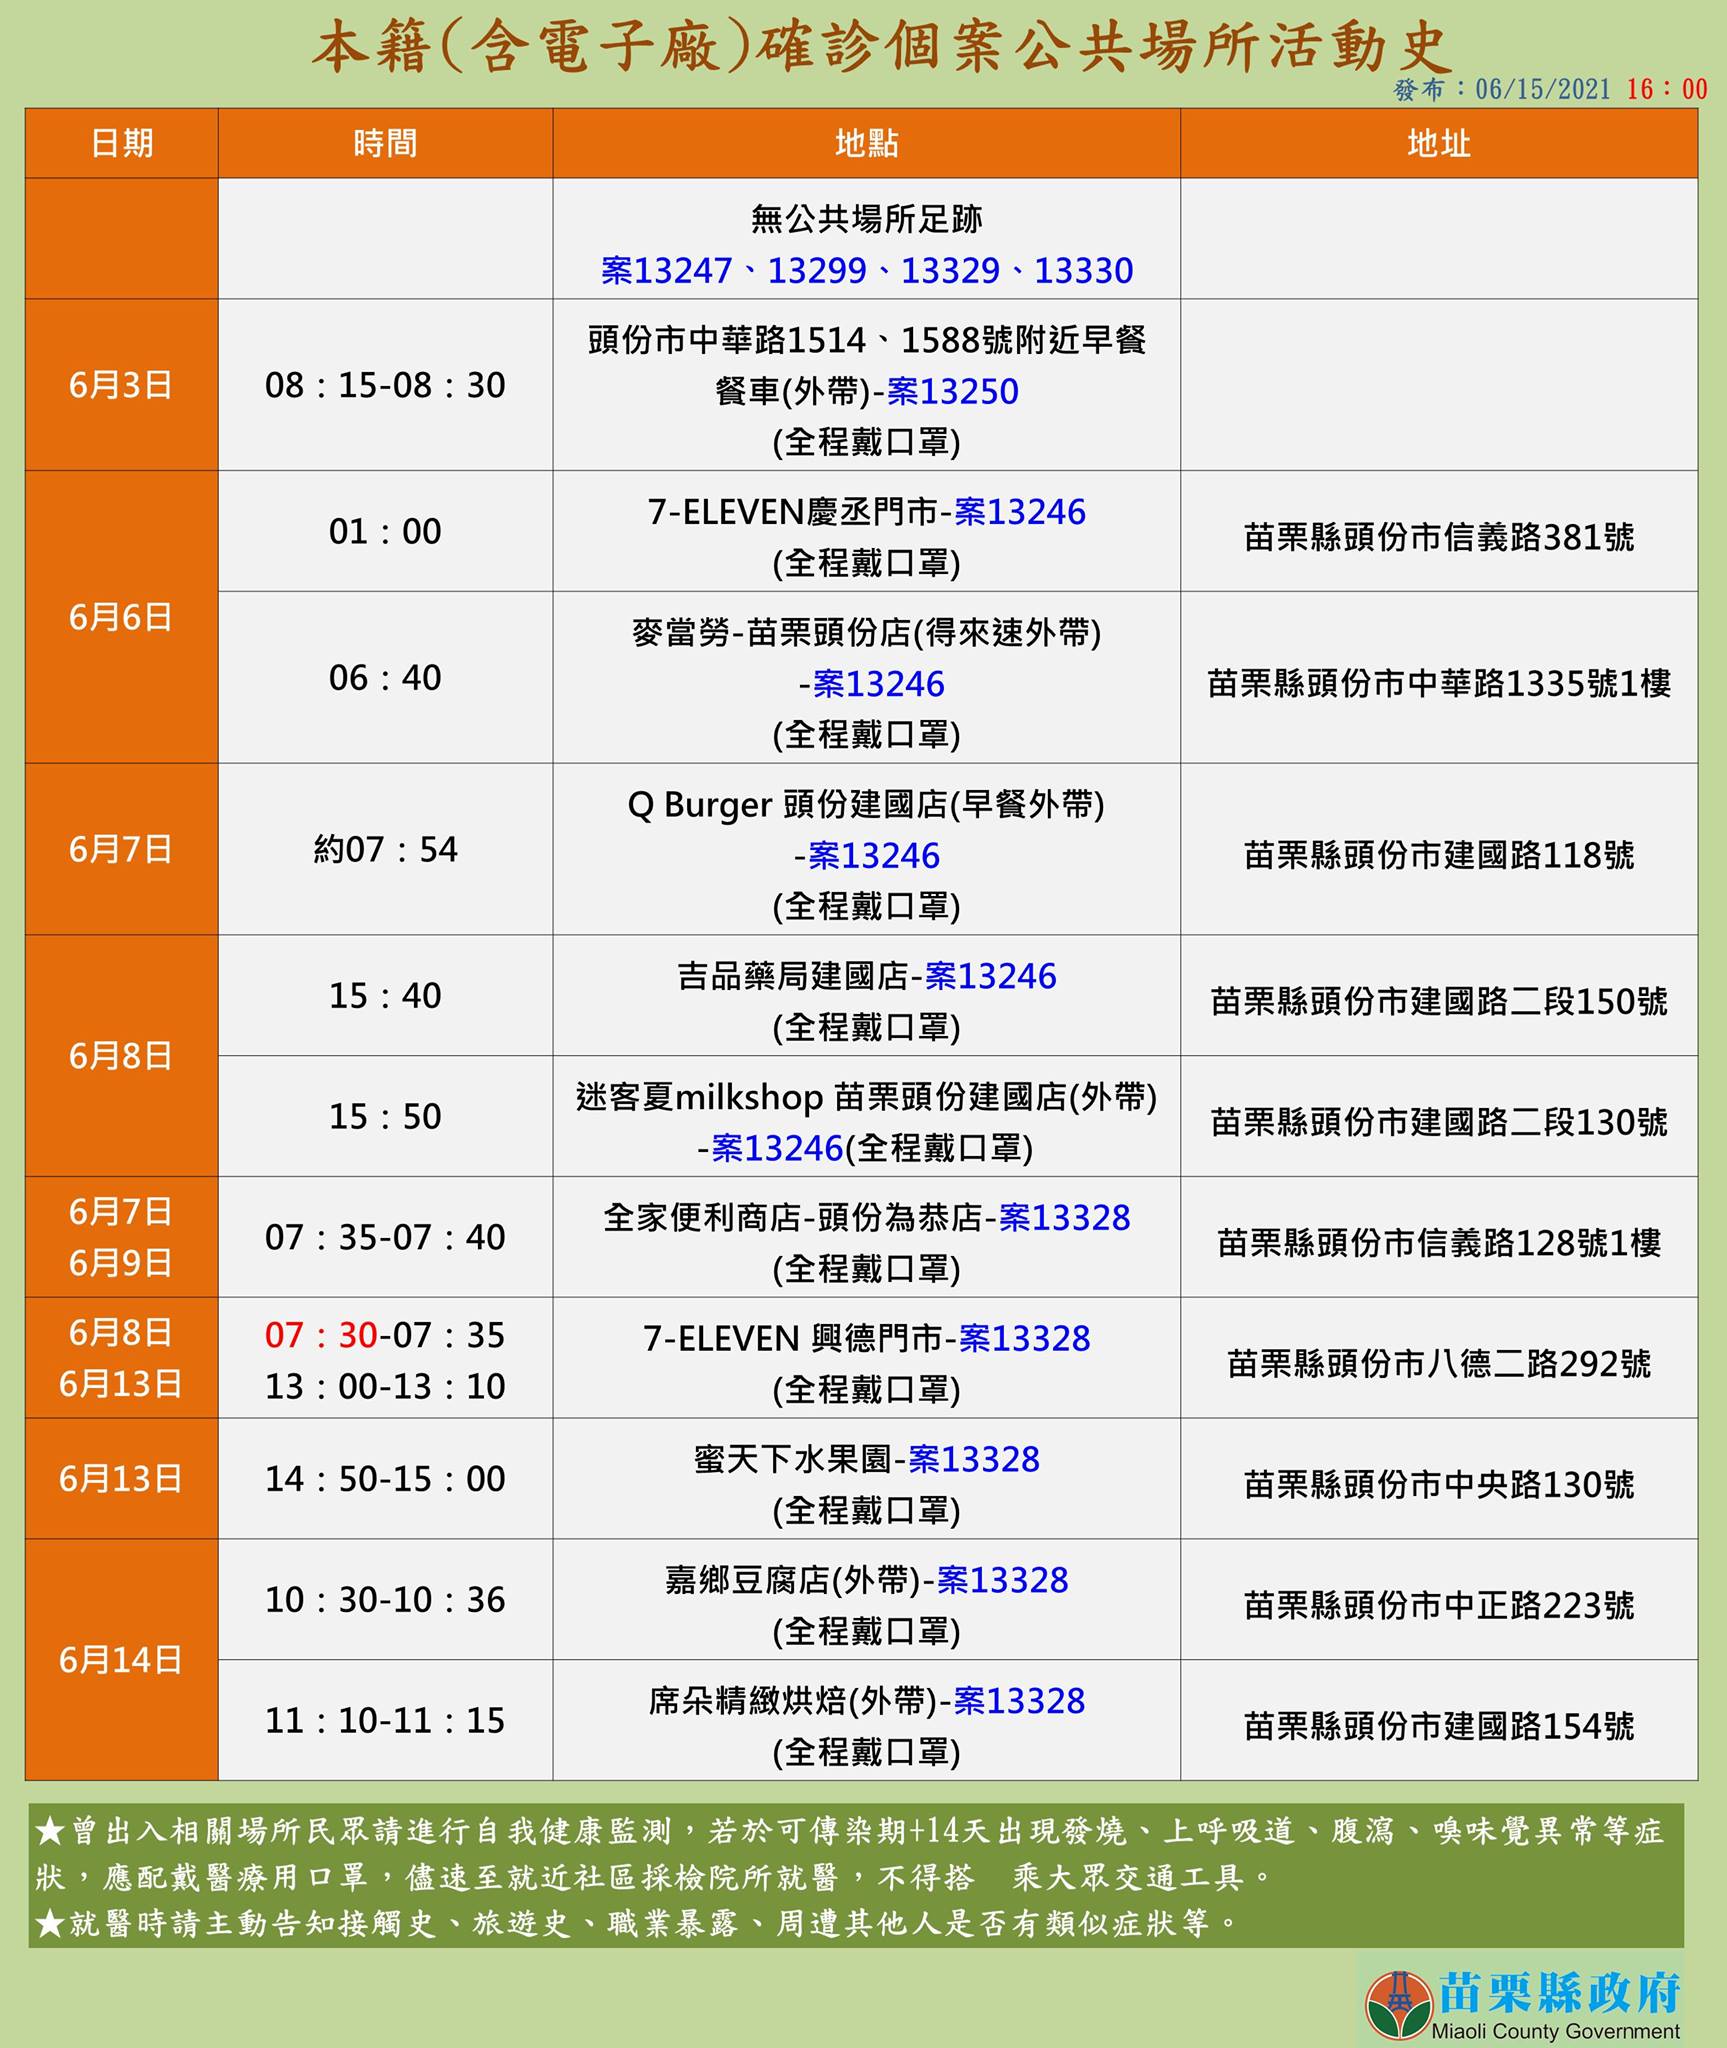 本籍(含電子廠)確診個案公共場所活動史
發布：06/15/2021 16：00
日期 時間 地點 地址
無公共場所足跡
案13247、13299、13329、13330
6月3日
08：15-08：30
頭份市中華路1514、1588號附近早餐
餐車(外帶)-案13250
(全程戴口罩)
6月6日
01：00
7-ELEVEN慶丞門市-案13246
(全程戴口罩)
苗栗縣頭份市信義路381號
06：40
麥當勞-苗栗頭份店(得來速外帶)
-案13246
(全程戴口罩)
苗栗縣頭份市中華路1335號1樓
6月7日
約07：54
Q Burger 頭份建國店(早餐外帶)
-案13246
(全程戴口罩)
苗栗縣頭份市建國路118號
6月8日
15：40
吉品藥局建國店-案13246
(全程戴口罩)
苗栗縣頭份市建國路二段150號
15：50
迷客夏milkshop 苗栗頭份建國店(外帶)
-案13246(全程戴口罩)
苗栗縣頭份市建國路二段130號
6月7日
6月9日
07：35-07：40
全家便利商店-頭份為恭店-案13328
(全程戴口罩)
苗栗縣頭份市信義路128號1樓
6月8日
6月13日
07：30-07：35
13：00-13：10
7-ELEVEN 興德門市-案13328
(全程戴口罩)
苗栗縣頭份市八德二路292號
6月13日
14：50-15：00
蜜天下水果園-案13328
(全程戴口罩)
苗栗縣頭份市中央路130號
6月14日
10：30-10：36
嘉鄉豆腐店(外帶)-案13328
(全程戴口罩)
苗栗縣頭份市中正路223號
11：10-11：15
席朵精緻烘焙(外帶)-案13328
(全程戴口罩)
苗栗縣頭份市建國路154號
★曾出入相關場所民眾請進行自我健康監測，若於可傳染期+14天出現發燒、上呼吸道、腹瀉、嗅味覺異常等症
狀，應配戴醫療用口罩，儘速至就近社區採檢院所就醫，不得搭　乘大眾交通工具。
★就醫時請主動告知接觸史、旅遊史、職業暴露、周遭其他人是否有類似症狀等。
苗栗縣政府
Miaoli County Government